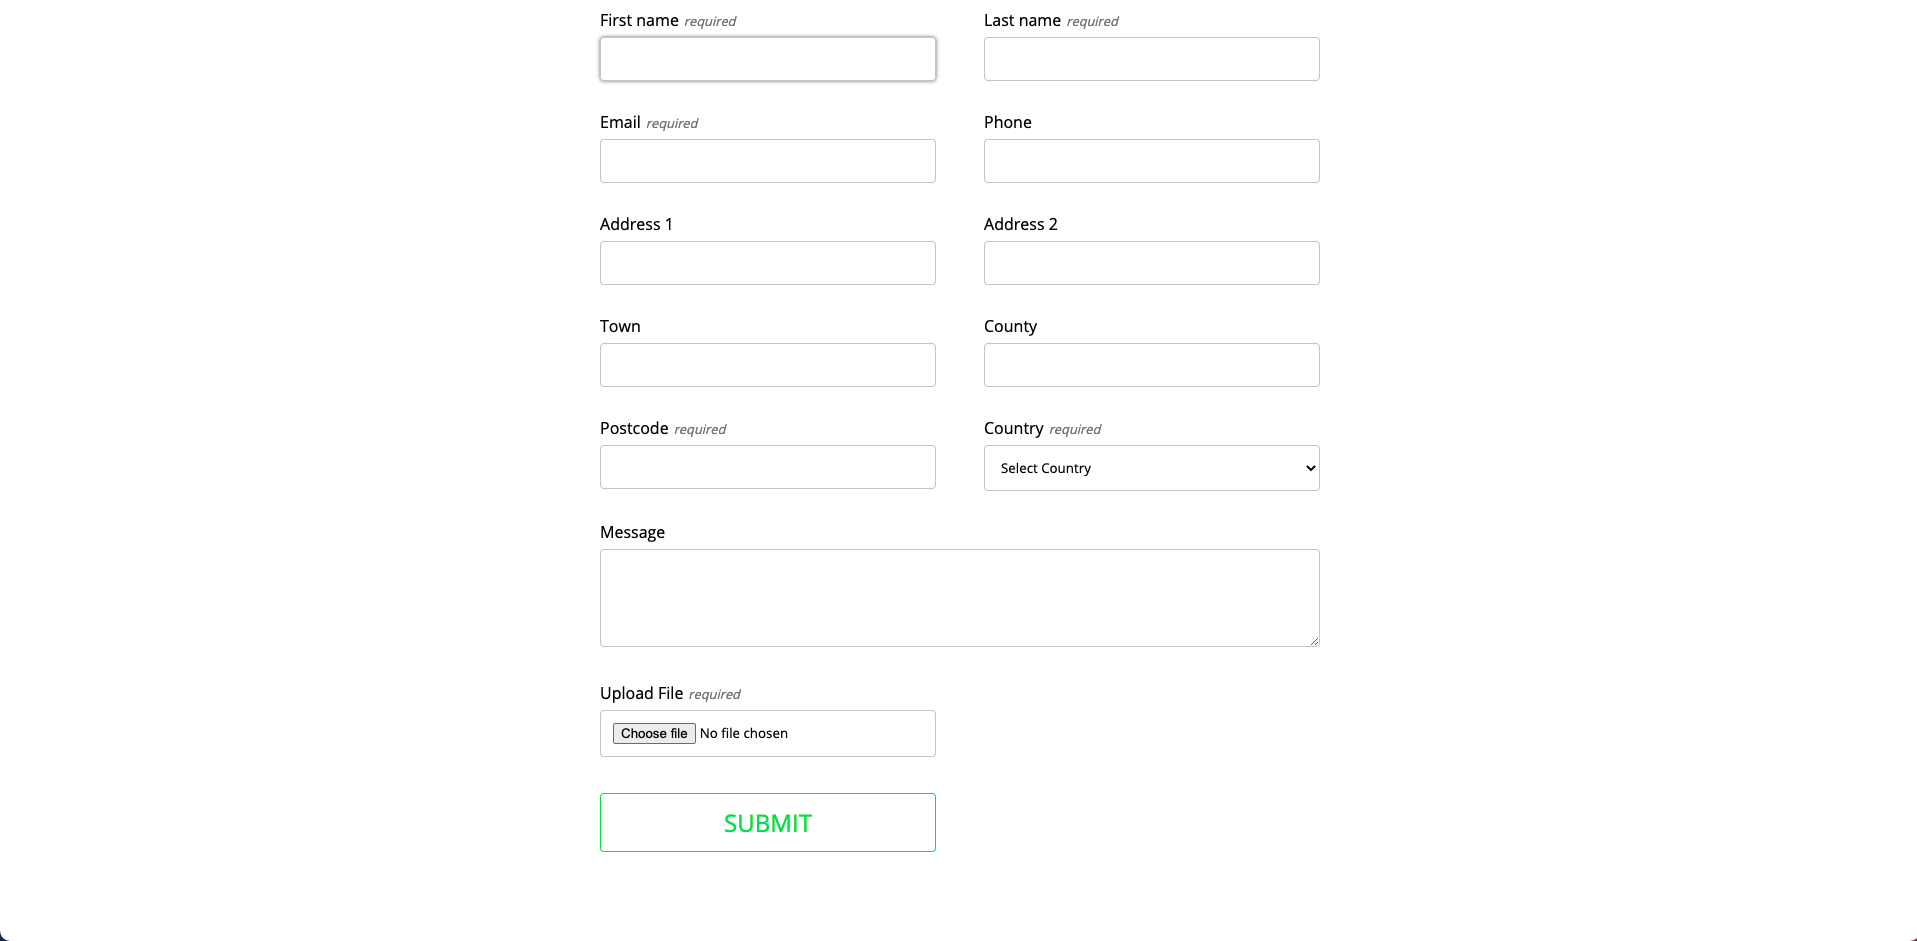 First name required
Last name required
Email required
Phone
Address 1
Address 2
Town
County
Postcode required
Country required
Select Country
Message
Upload File required
Choose file No file chosen
SUBMIT